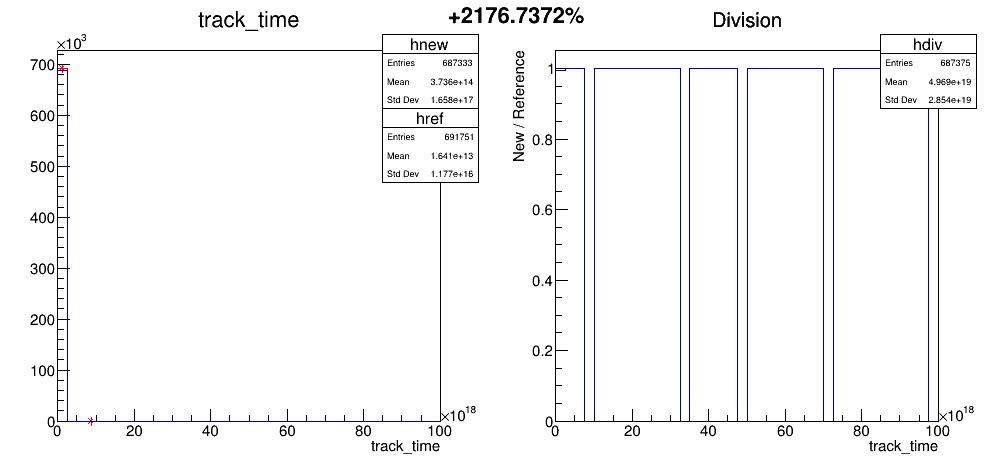 +2176.7372%
track_time
×10³
700
600
500
400
300
200
100
0
0 20 40 60 80 100
×10¹⁸
track_time
hnew
Entries 687333
Mean 3.736e+14
Std Dev 1.658e+17
href
Entries 691751
Mean 1.641e+13
Std Dev 1.177e+16
Division
New / Reference
1
0.8
0.6
0.4
0.2
0
0 20 40 60 80 100
×10¹⁸
track_time
hdiv
Entries 687375
Mean 4.969e+19
Std Dev 2.854e+19